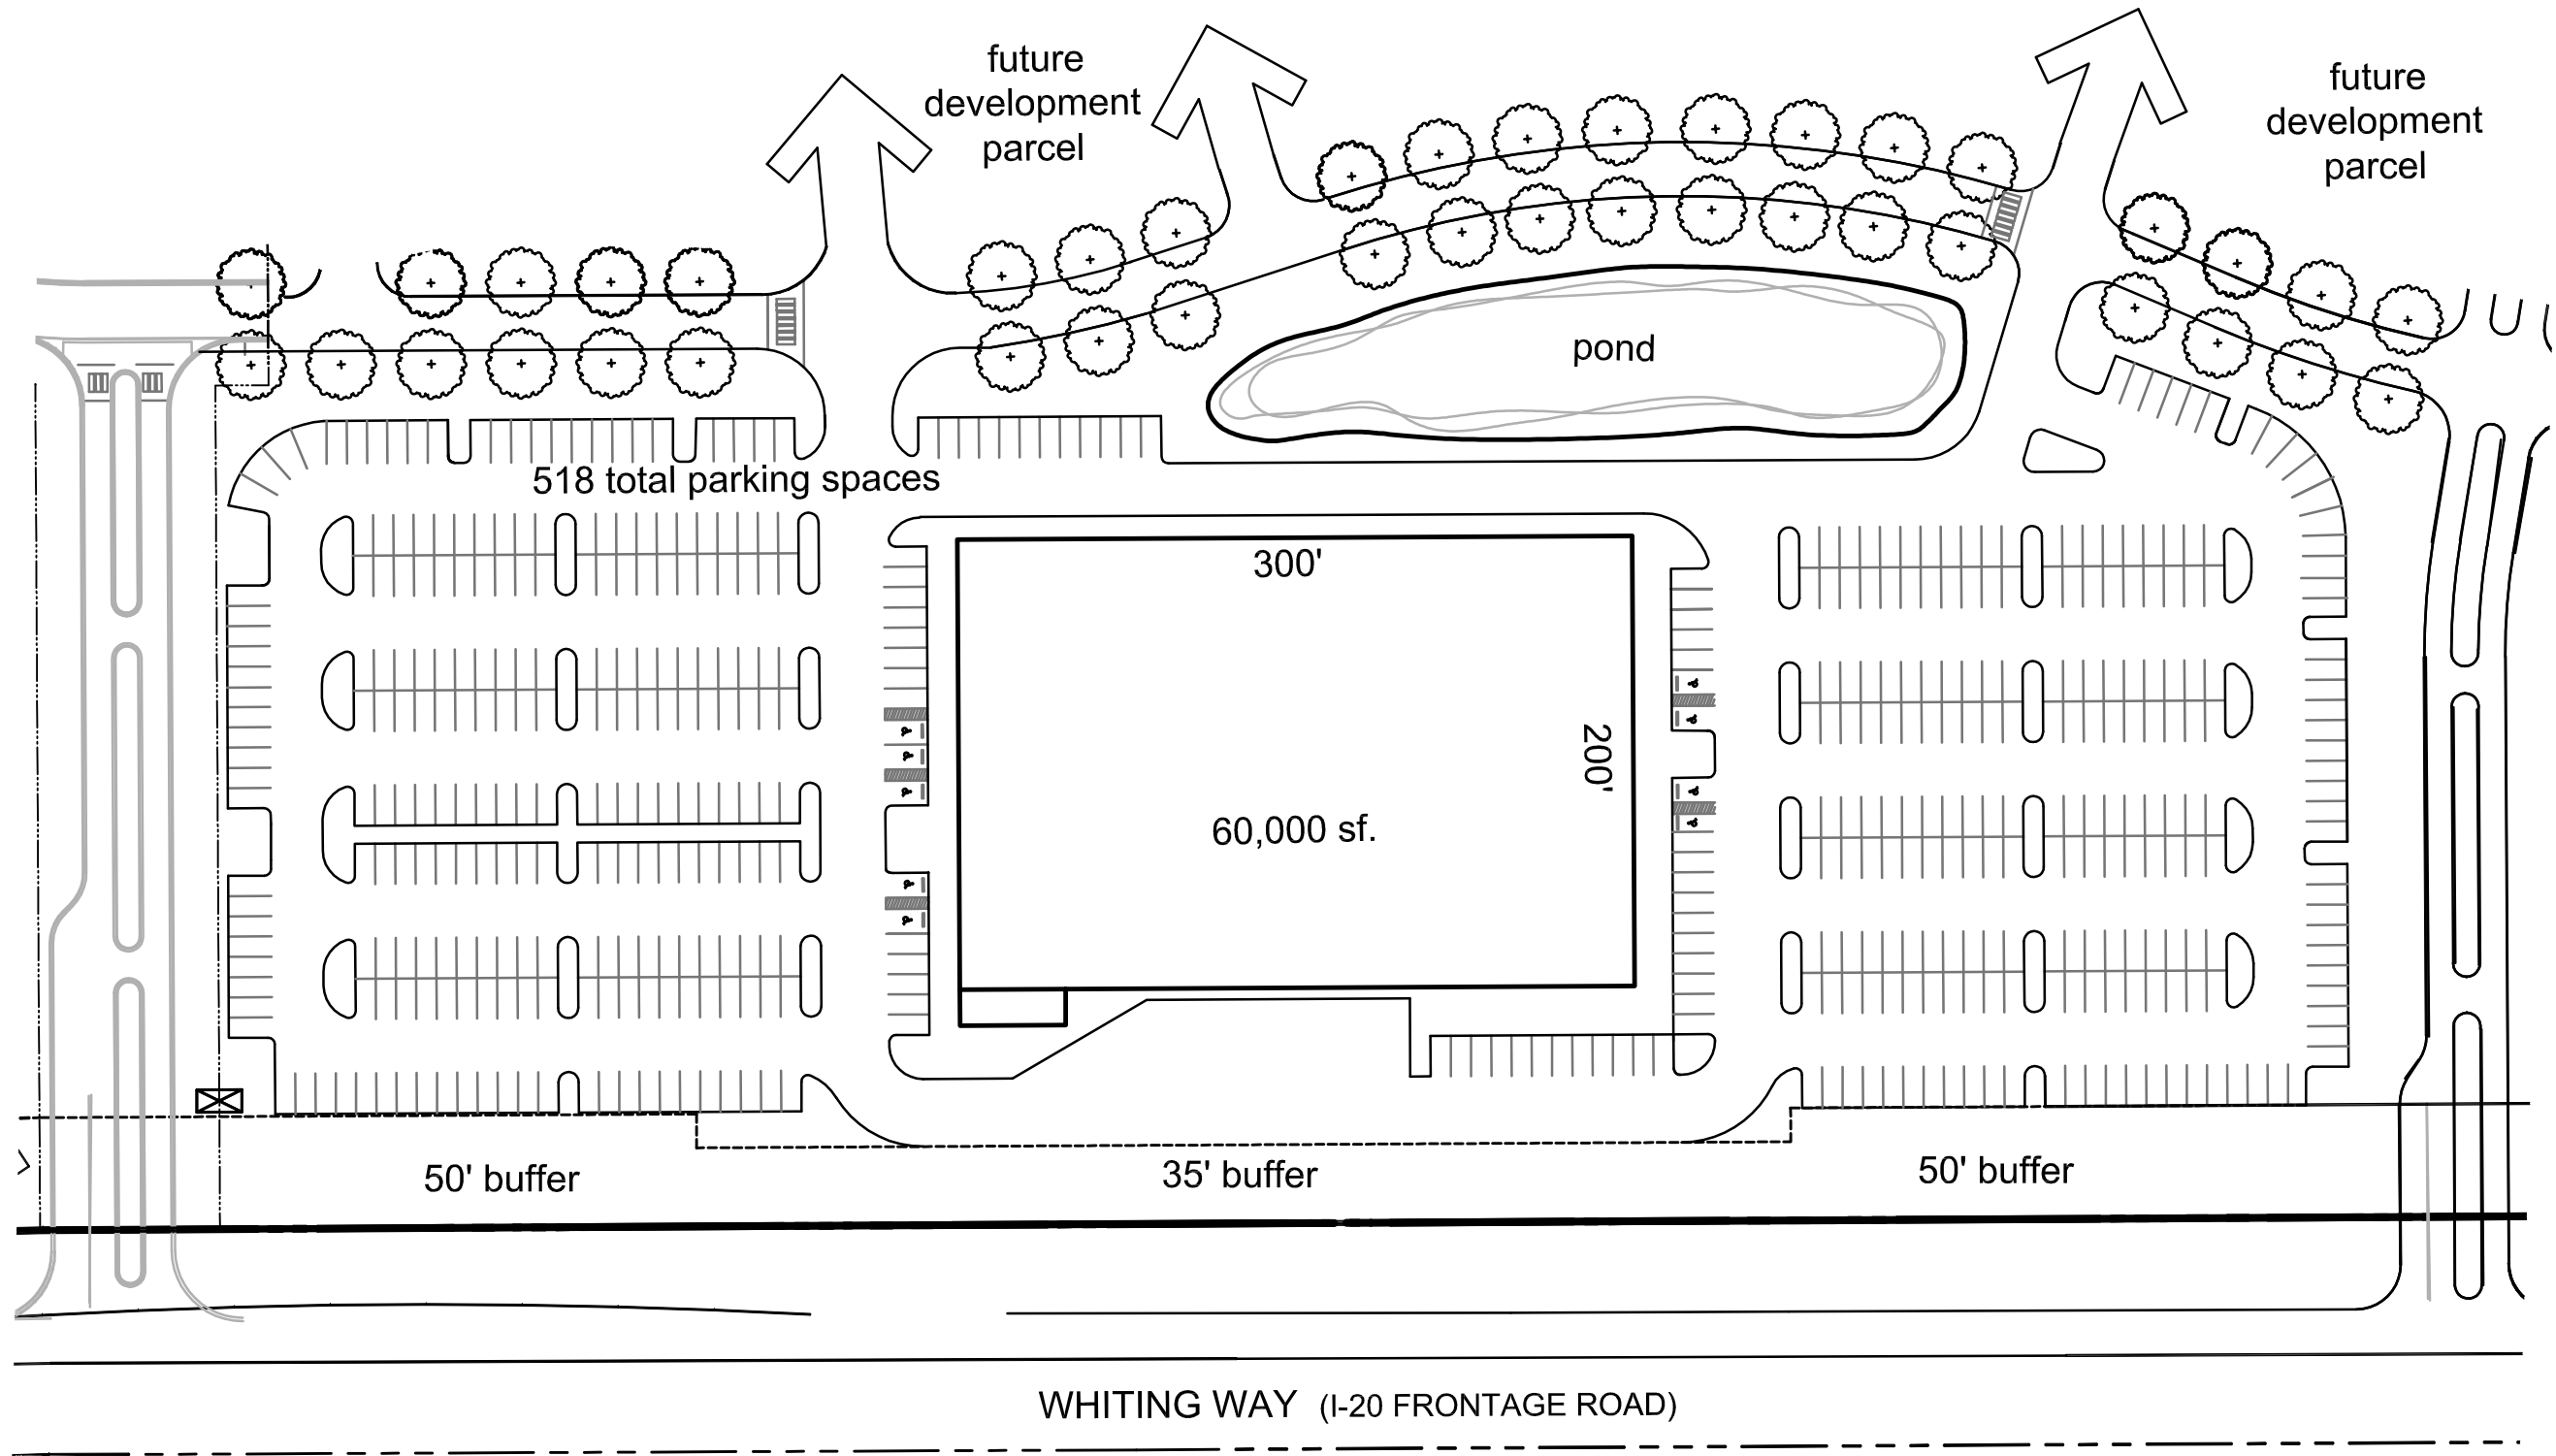 future
development
parcel
future
development
parcel
pond
518 total parking spaces
300'
200'
60,000 sf.
50' buffer
35' buffer
50' buffer
WHITING WAY (I-20 FRONTAGE ROAD)